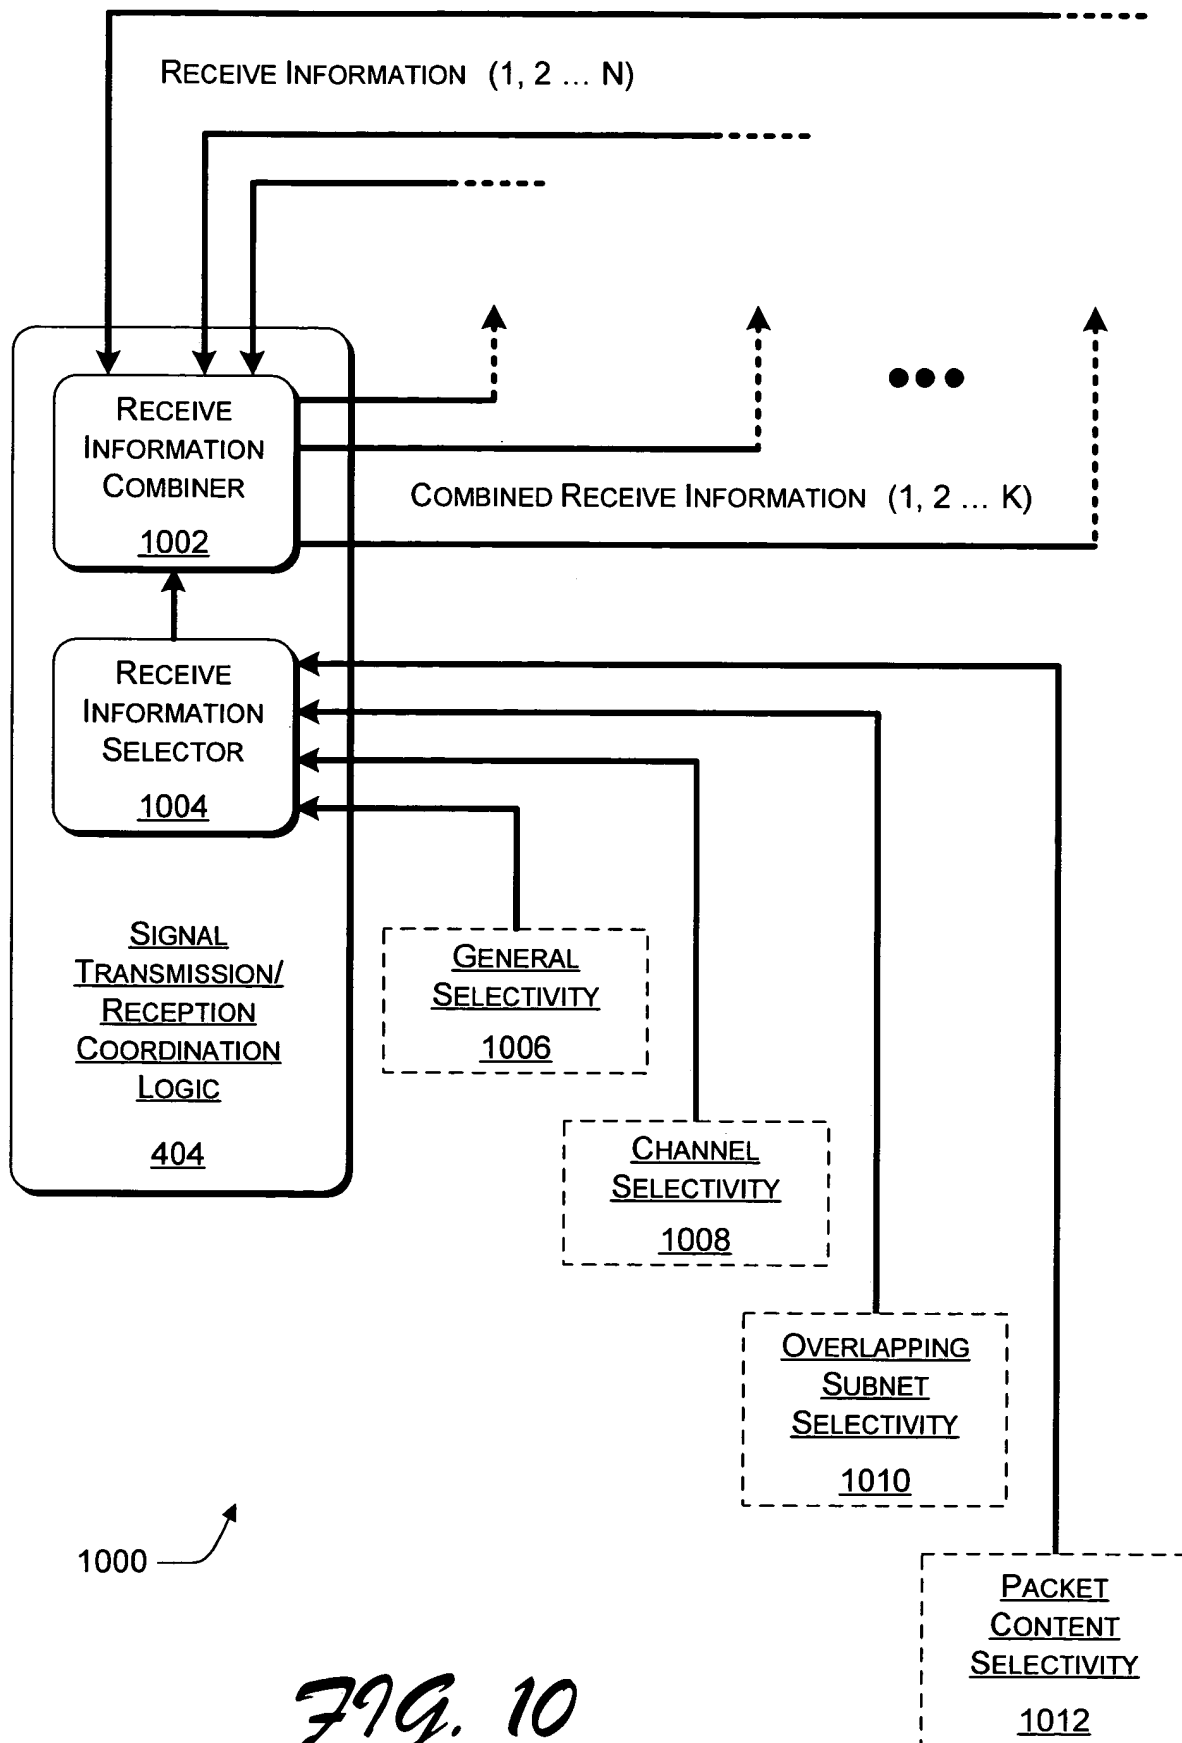 RECEIVE INFORMATION (1, 2 ... N)
RECEIVE
INFORMATION
COMBINER
1002
COMBINED RECEIVE INFORMATION (1, 2 ... K)
RECEIVE
INFORMATION
SELECTOR
1004
SIGNAL
TRANSMISSION/
RECEPTION
COORDINATION
LOGIC
404
GENERAL
SELECTIVITY
1006
CHANNEL
SELECTIVITY
1008
OVERLAPPING
SUBNET
SELECTIVITY
1010
PACKET
CONTENT
SELECTIVITY
1012
1000
FIG. 10